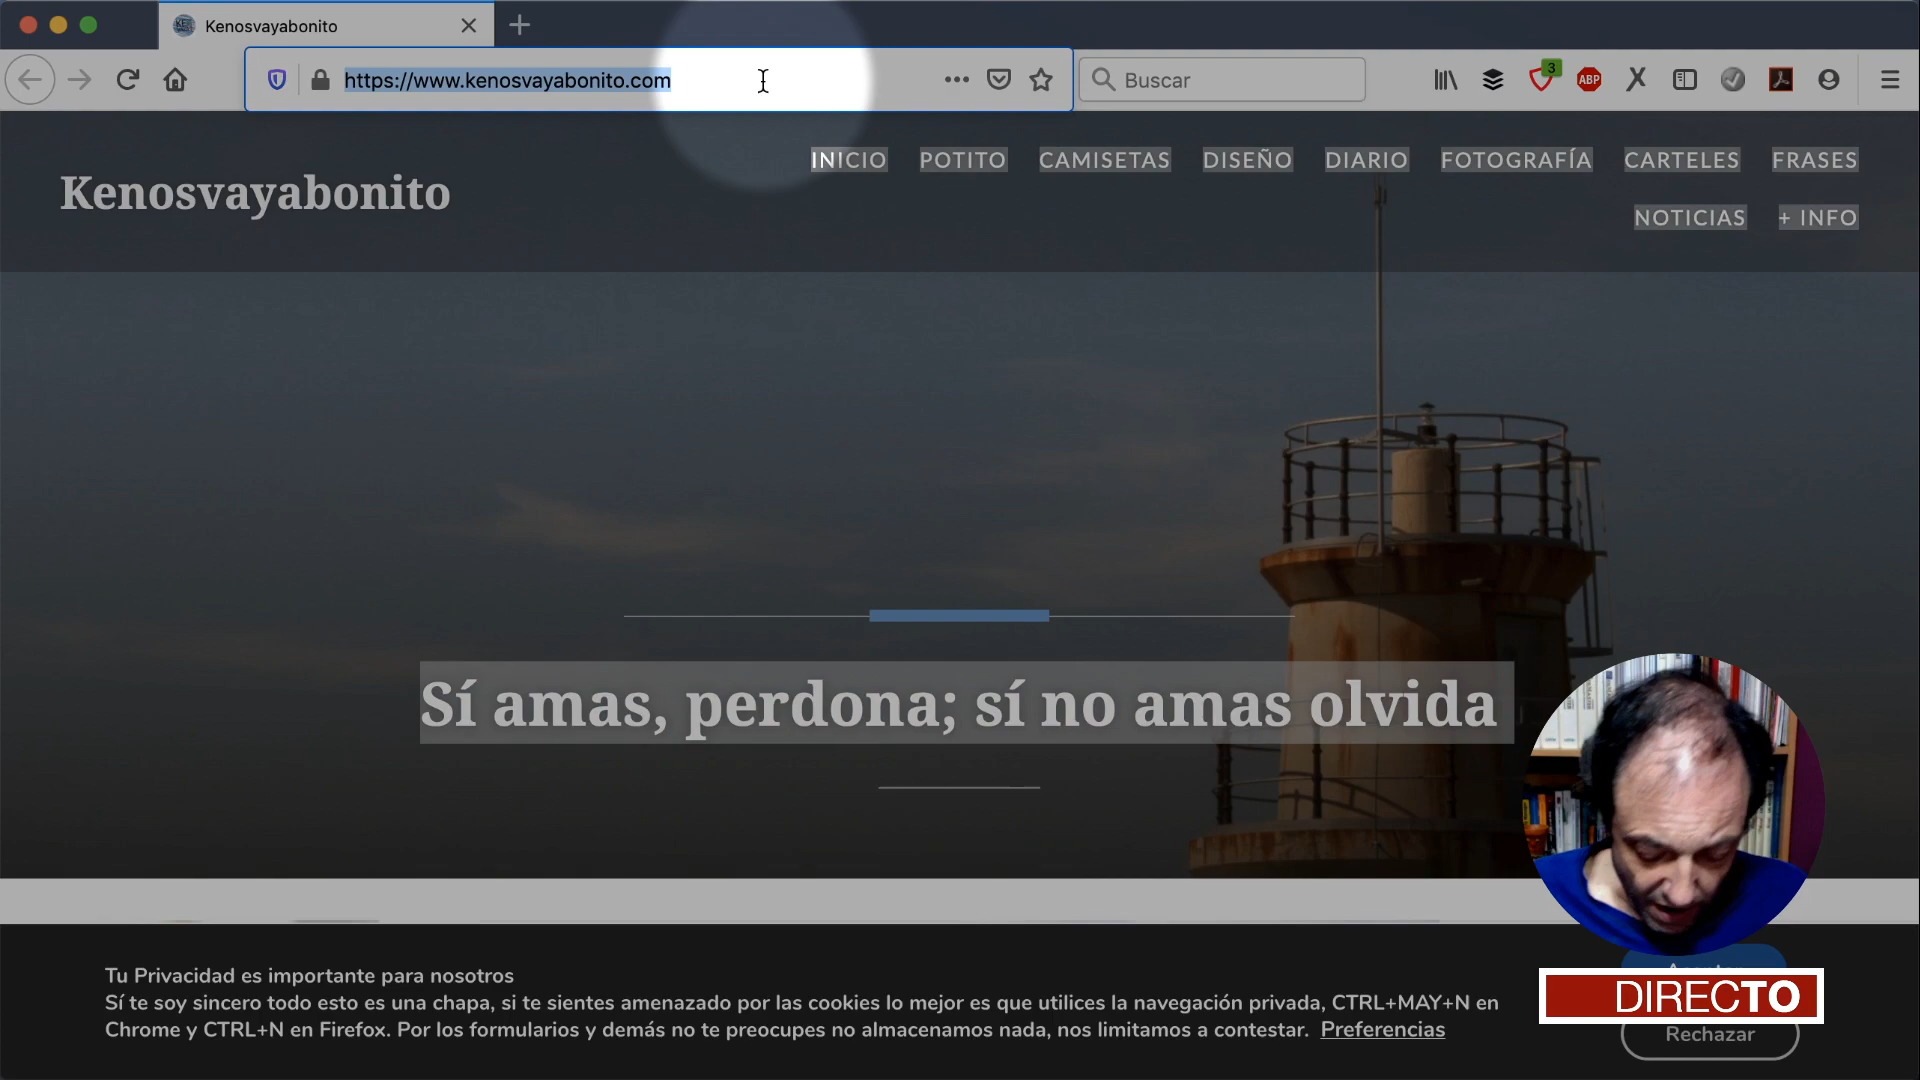 Kenosvayabonito
https://www.kenosvayabonito.com
Buscar
3
ABP
Kenosvayabonito
INICIO POTITO CAMISETAS DISEÑO DIARIO FOTOGRAFÍA CARTELES FRASES
NOTICIAS + INFO
Sí amas, perdona; sí no amas olvida
Tu Privacidad es importante para nosotros
Sí te soy sincero todo esto es una chapa, si te sientes amenazado por las cookies lo mejor es que utilices la navegación privada, CTRL+MAY+N en
Chrome y CTRL+N en Firefox. Por los formularios y demás no te preocupes no almacenamos nada, nos limitamos a contestar. Preferencias
DIRECTO
Rechazar